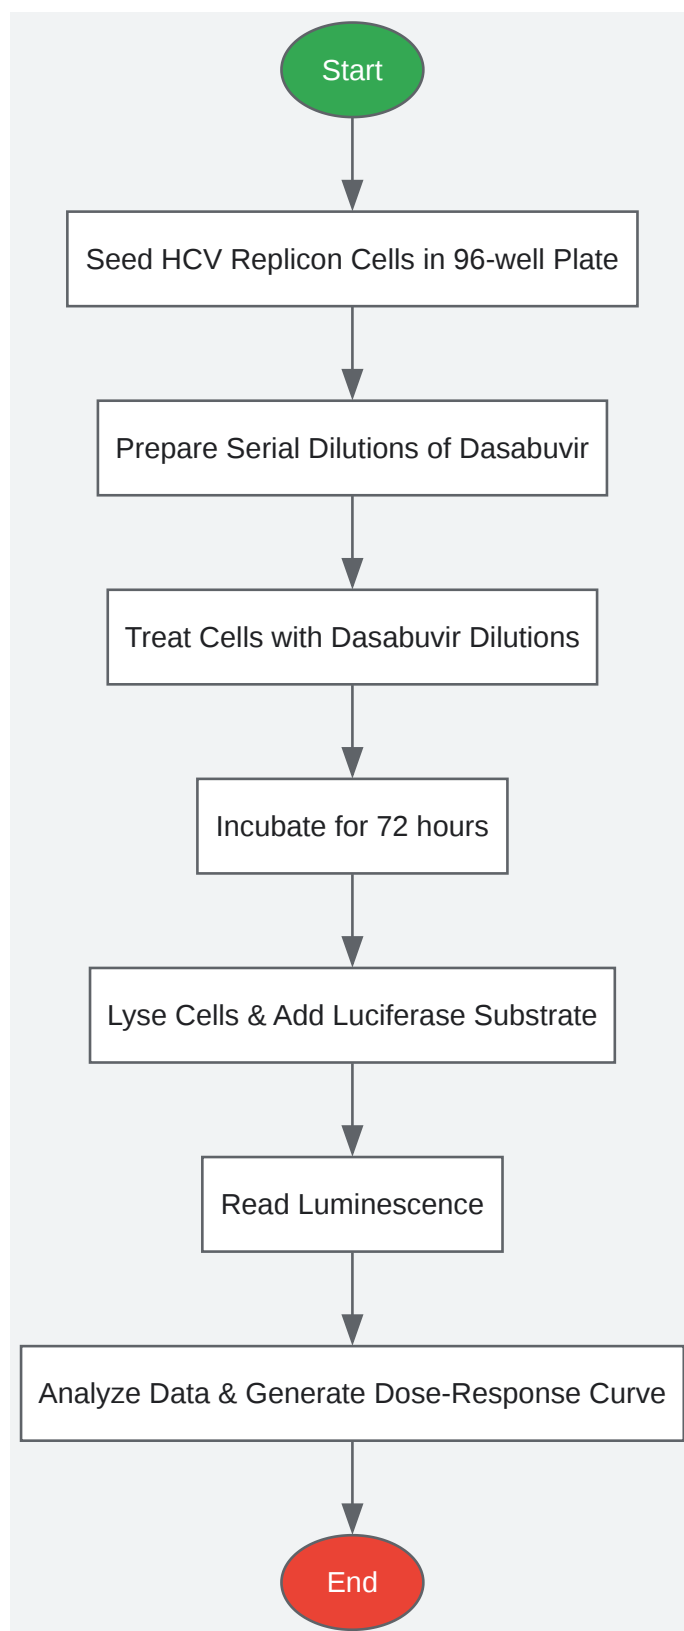 Start
Seed HCV Replicon Cells in 96-well Plate
Prepare Serial Dilutions of Dasabuvir
Treat Cells with Dasabuvir Dilutions
Incubate for 72 hours
Lyse Cells & Add Luciferase Substrate
Read Luminescence
Analyze Data & Generate Dose-Response Curve
End